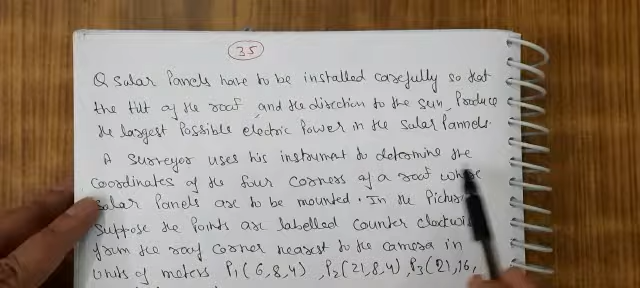 35
Q Solar Panels have to be installed carefully so that
the tilt of the roof, and the direction to the sun, Produce
the largest Possible electric Power in the Solar Pannels.
A Surveyor uses his instrument to determine the
Coordinates of the four Corners of a roof where
Solar Panels are to be mounted. In the Picture
Suppose the Points are labelled Counter Clockwi
from the roof Corner nearest to the camera in
Units of meters P1(6,8,4), P2(21,8,4), P3(21,16,